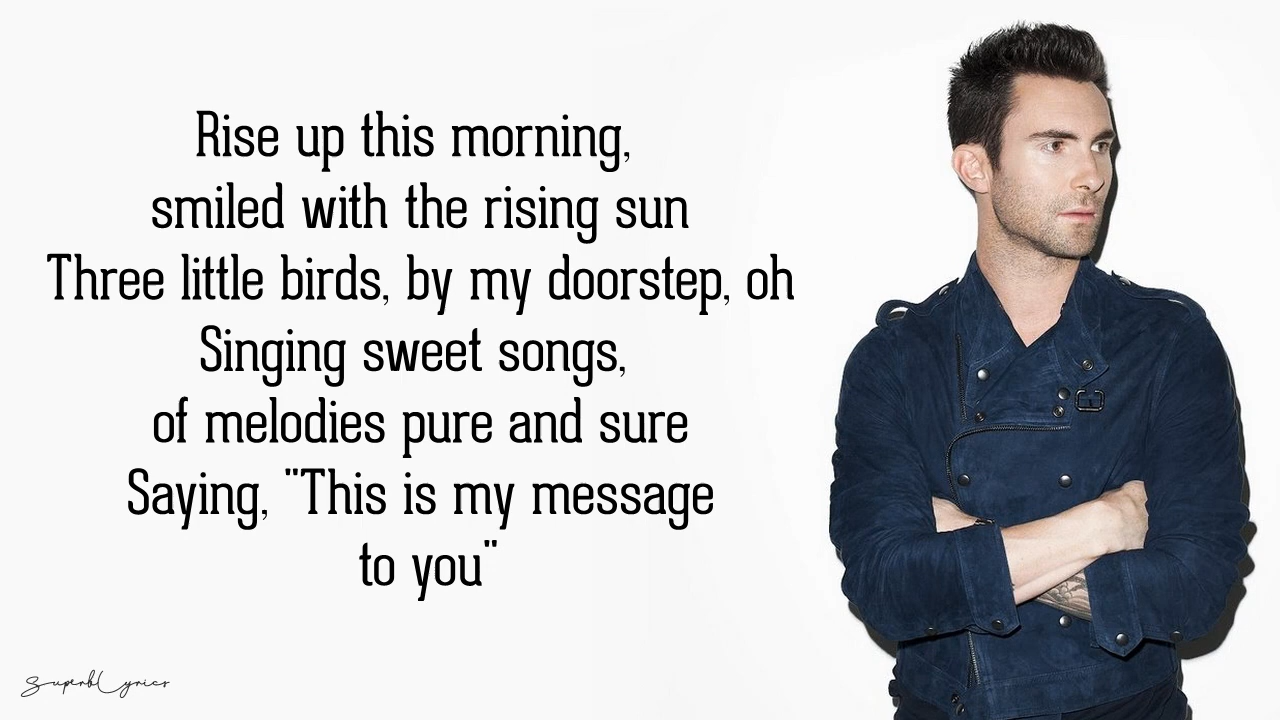 Rise up this morning,
smiled with the rising sun
Three little birds, by my doorstep, oh
Singing sweet songs,
of melodies pure and sure
Saying, "This is my message
to you"
SuperbLyrics